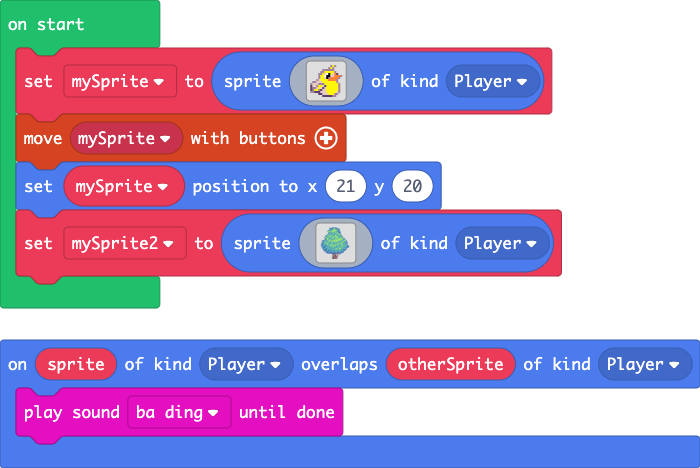 on start
set mySprite to sprite of kind Player
move mySprite with buttons
set mySprite position to x 21 y 20
set mySprite2 to sprite of kind Player
on sprite of kind Player overlaps otherSprite of kind Player
play sound ba ding until done